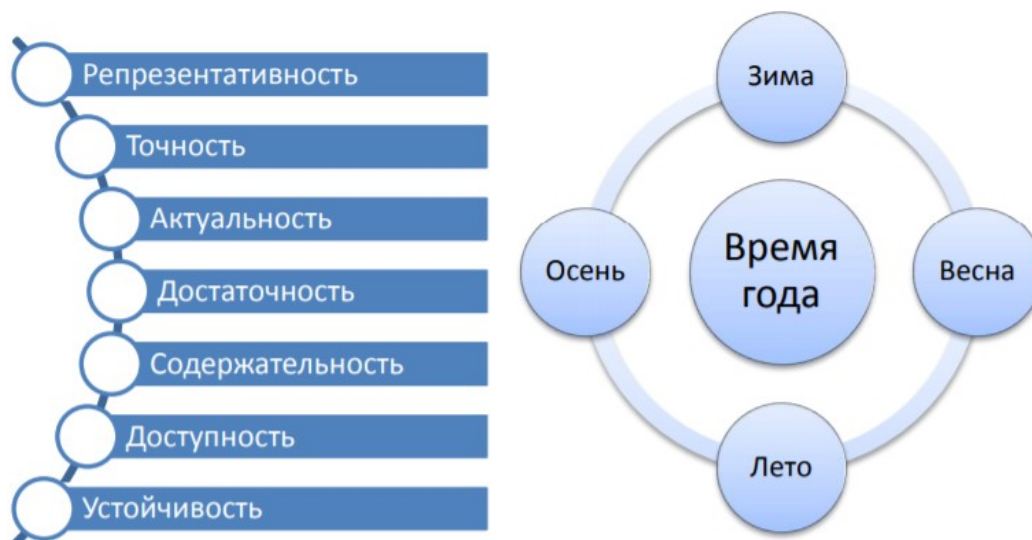 Репрезентативность
Точность
Актуальность
Достаточность
Содержательность
Доступность
Устойчивость
Зима
Осень
Время
года
Весна
Лето